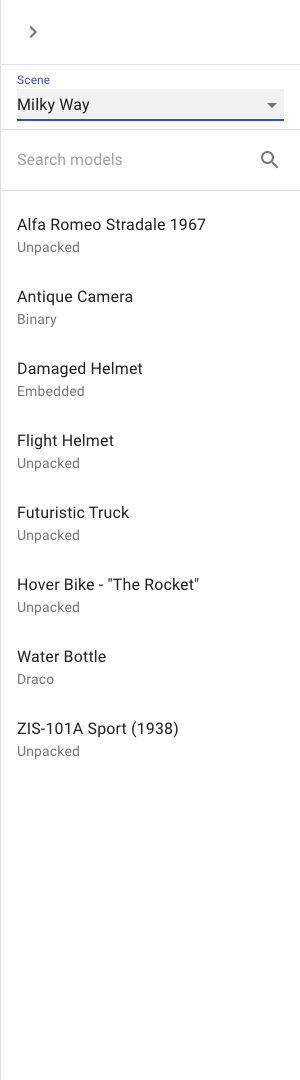 Scene
Milky Way
Search models
Alfa Romeo Stradale 1967
Unpacked
Antique Camera
Binary
Damaged Helmet
Embedded
Flight Helmet
Unpacked
Futuristic Truck
Unpacked
Hover Bike - "The Rocket"
Unpacked
Water Bottle
Draco
ZIS-101A Sport (1938)
Unpacked